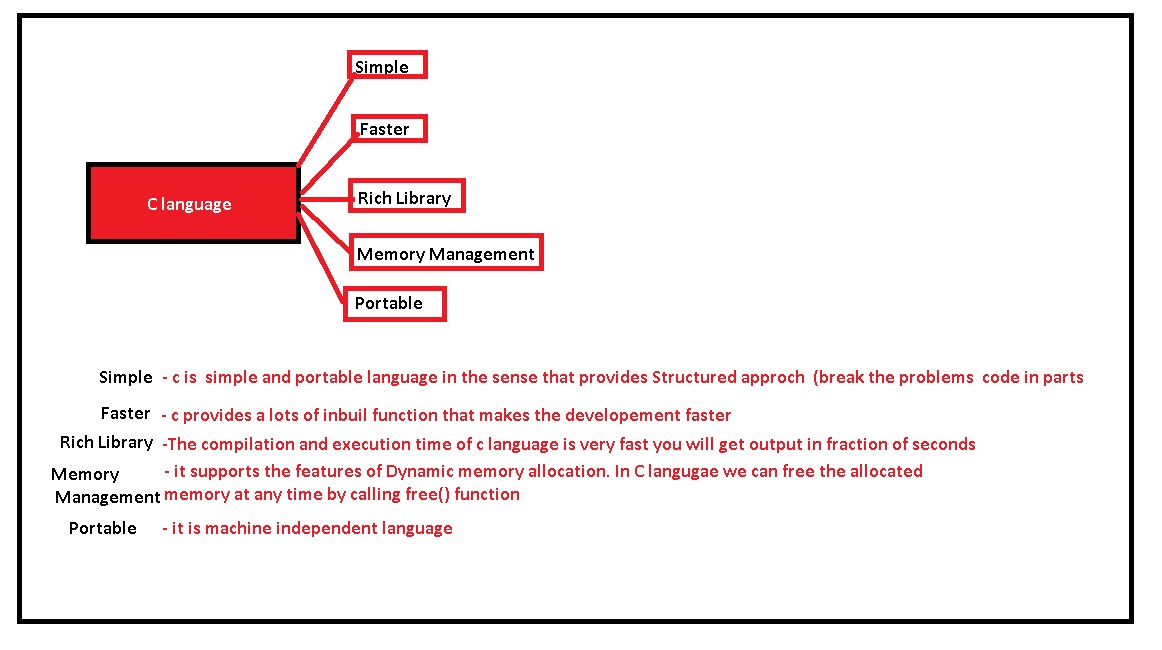 Simple
Faster
C language
Rich Library
Memory Management
Portable
Simple - c is simple and portable language in the sense that provides Structured approch (break the problems code in parts
Faster - c provides a lots of inbuil function that makes the developement faster
Rich Library -The compilation and execution time of c language is very fast you will get output in fraction of seconds
Memory - it supports the features of Dynamic memory allocation. In C langugae we can free the allocated
Management memory at any time by calling free() function
Portable - it is machine independent language